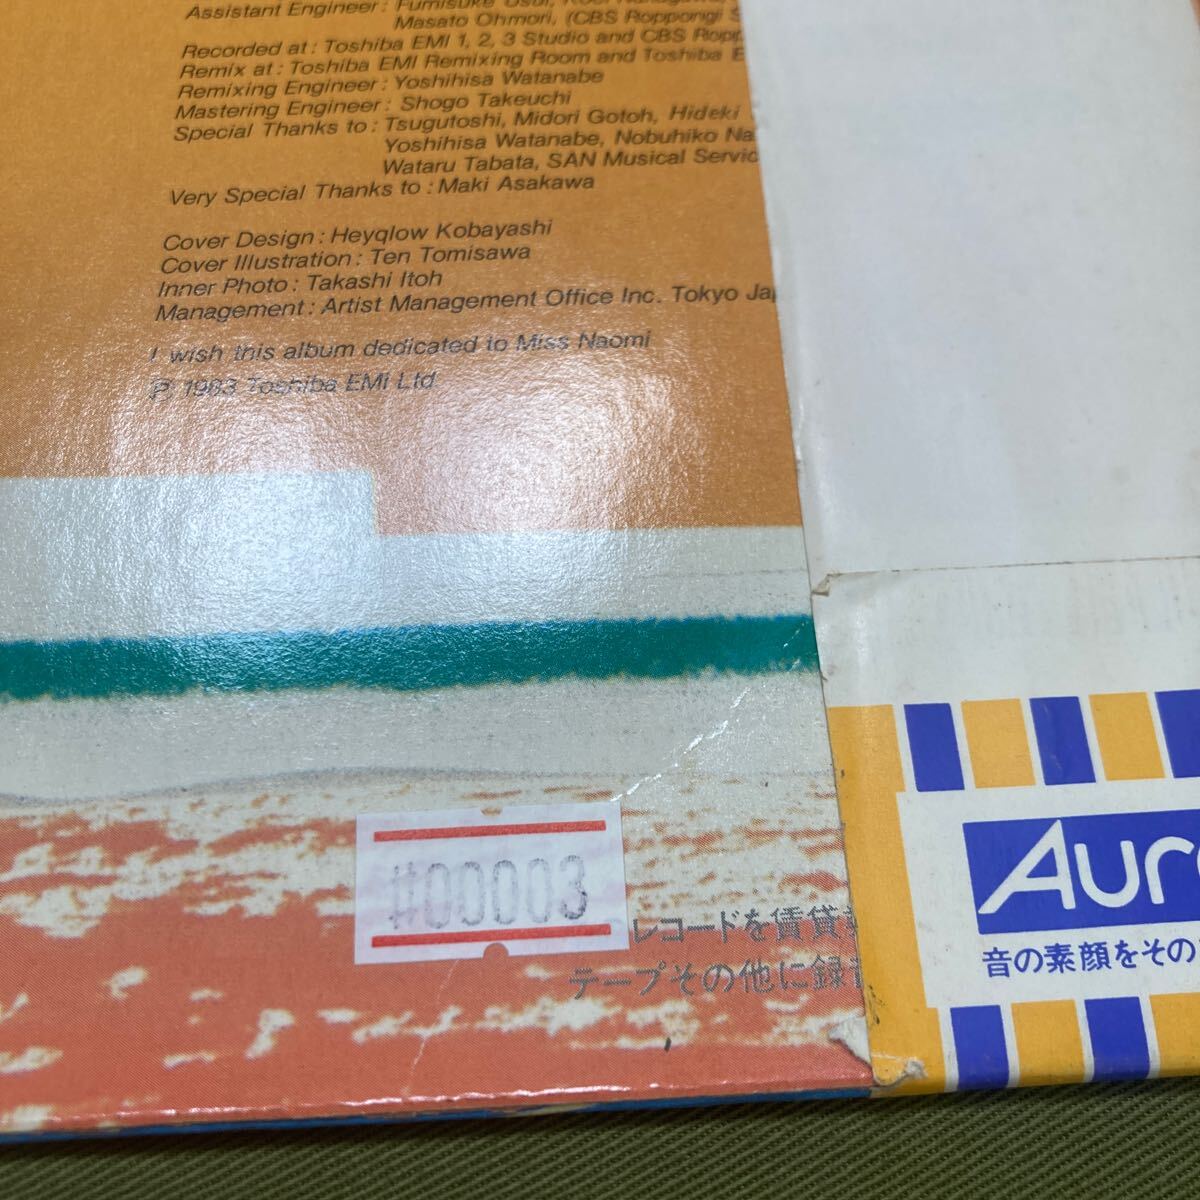 Assistant Engineer : Fumisuke Usui,
Masato Ohmori, (CBS Roppongi S
Recorded at : Toshiba EMI 1, 2, 3 Studio and CBS Ropp
Remix at : Toshiba EMI Remixing Room and Toshiba E
Remixing Engineer : Yoshihisa Watanabe
Mastering Engineer : Shogo Takeuchi
Special Thanks to : Tsugutoshi, Midori Gotoh, Hideki
Yoshihisa Watanabe, Nobuhiko Na
Wataru Tabata, SAN Musical Servic
Very Special Thanks to : Maki Asakawa
Cover Design : Heyqlow Kobayashi
Cover Illustration : Ten Tomisawa
Inner Photo : Takashi Itoh
Management : Artist Management Office Inc. Tokyo Jap
I wish this album dedicated to Miss Naomi
Ⓟ 1983 Toshiba EMI Ltd
#00003
レコードを賃貸業
テープその他に録音
Aur
音の素顔をその